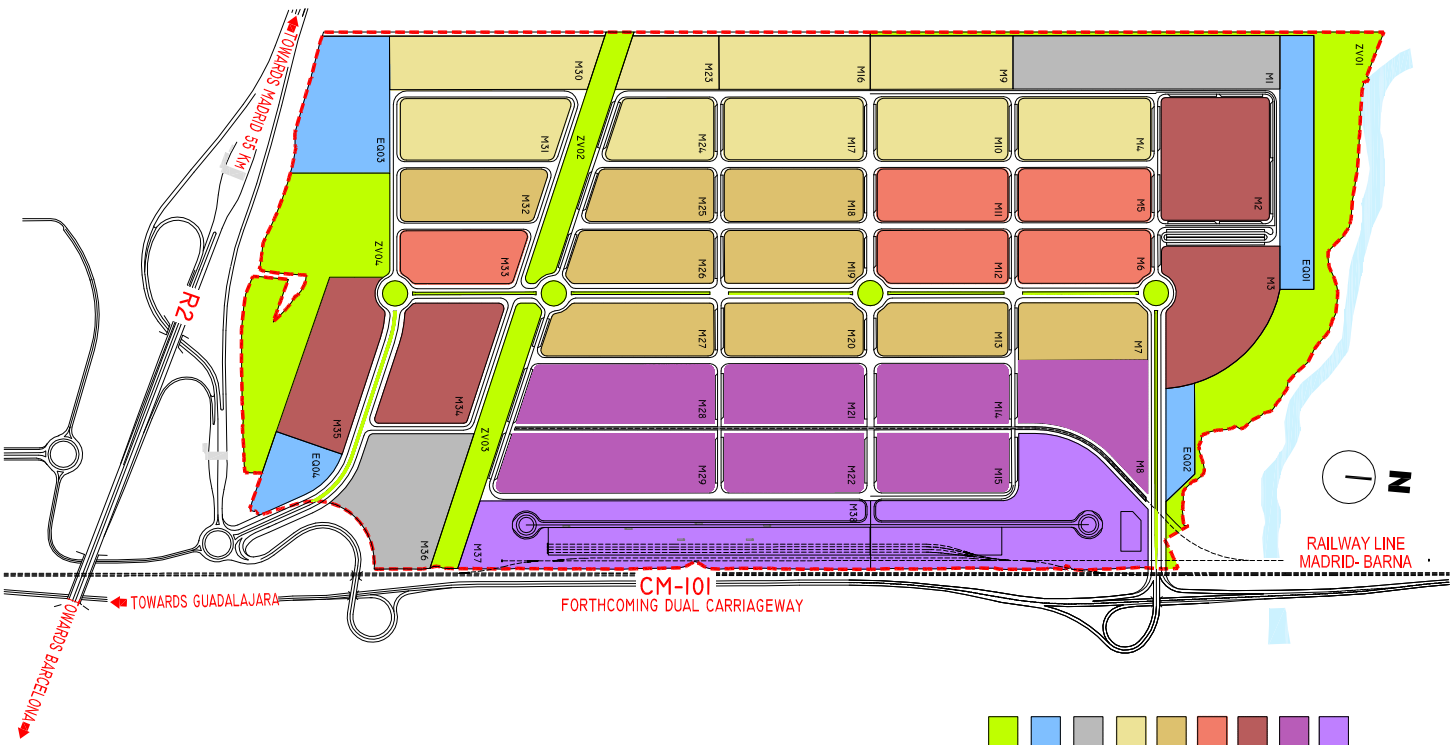 TOWARDS MADRID 55 KM
R2
TOWARDS BARCELONA
TOWARDS GUADALAJARA
CM-101
FORTHCOMING DUAL CARRIAGEWAY
RAILWAY LINE
MADRID- BARNA
N
ZV01
M30
M23
M16
M9
M1
EQ03
M31
ZV02
M24
M17
M10
M4
M2
M32
M25
M18
M11
M5
ZV04
M33
M26
M19
M12
M6
M3
EQ01
M27
M20
M13
M7
M35
M34
ZV03
M28
M21
M14
M8
EQ02
EQ04
M29
M22
M15
M36
M37
M38